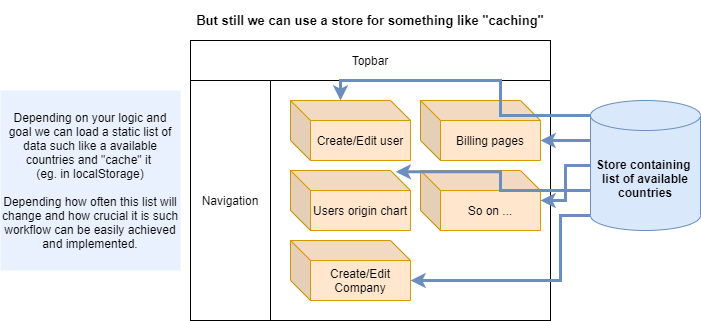 But still we can use a store for something like "caching"
Topbar
Depending on your logic and
goal we can load a static list of
data such like a available
countries and "cache" it
(eg. in localStorage)
Depending how often this list will
change and how crucial it is such
workflow can be easily achieved
and implemented.
Navigation
Create/Edit user
Billing pages
Users origin chart
So on ...
Create/Edit
Company
Store containing
list of available
countries